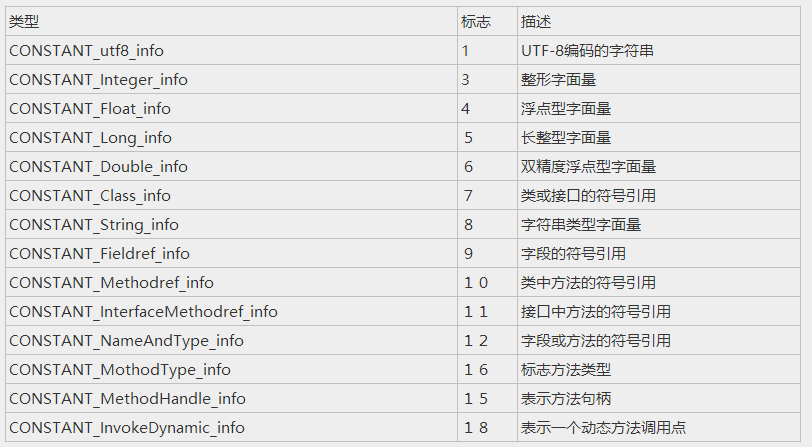 类型 标志 描述
CONSTANT_utf8_info 1 UTF-8编码的字符串
CONSTANT_Integer_info 3 整形字面量
CONSTANT_Float_info 4 浮点型字面量
CONSTANT_Long_info ５ 长整型字面量
CONSTANT_Double_info ６ 双精度浮点型字面量
CONSTANT_Class_info ７ 类或接口的符号引用
CONSTANT_String_info ８ 字符串类型字面量
CONSTANT_Fieldref_info ９ 字段的符号引用
CONSTANT_Methodref_info １０ 类中方法的符号引用
CONSTANT_InterfaceMethodref_info １１ 接口中方法的符号引用
CONSTANT_NameAndType_info １２ 字段或方法的符号引用
CONSTANT_MothodType_info １６ 标志方法类型
CONSTANT_MethodHandle_info １５ 表示方法句柄
CONSTANT_InvokeDynamic_info １８ 表示一个动态方法调用点